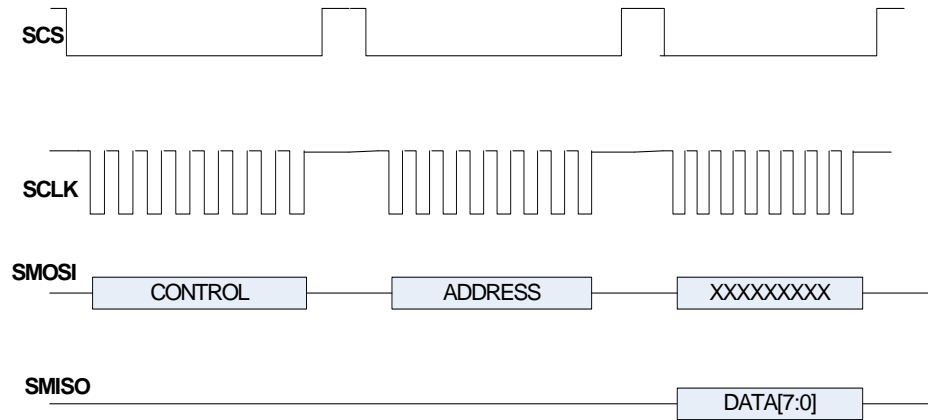 SCS
SCLK
SMOSI
CONTROL
ADDRESS
XXXXXXXXX
SMISO
DATA[7:0]